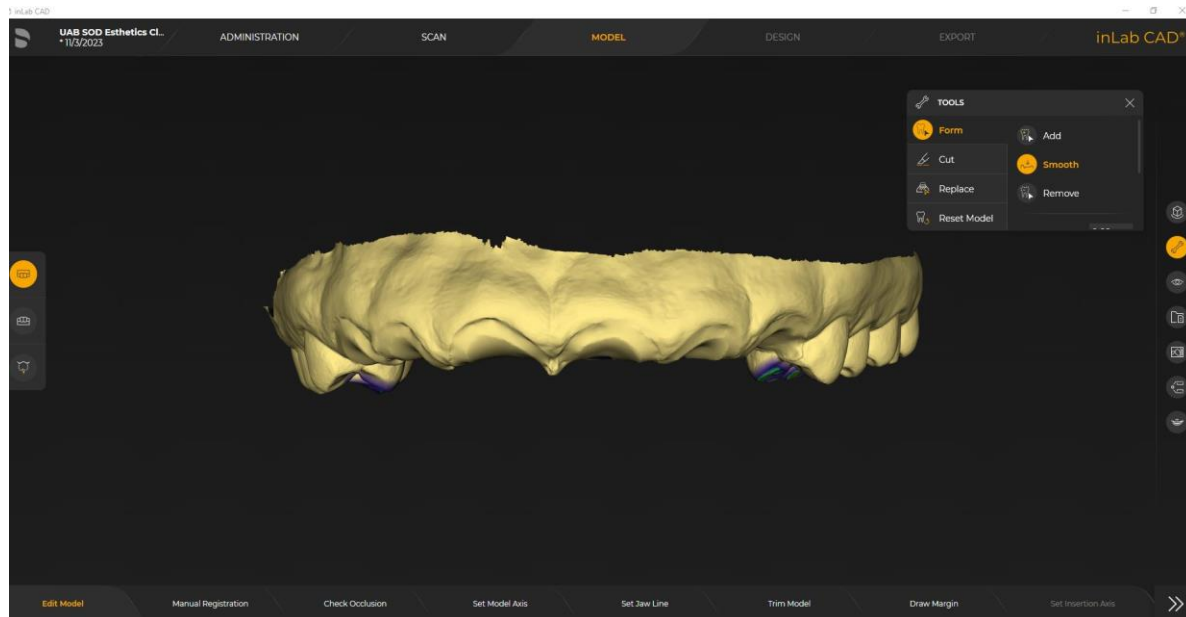 inLab CAD
UAB SOD Esthetics Cl...
* 11/3/2023
ADMINISTRATION
SCAN
MODEL
DESIGN
EXPORT
inLab CAD®
TOOLS
Form
Add
Cut
Smooth
Replace
Remove
Reset Model
Edit Model
Manual Registration
Check Occlusion
Set Model Axis
Set Jaw Line
Trim Model
Draw Margin
Set Insertion Axis